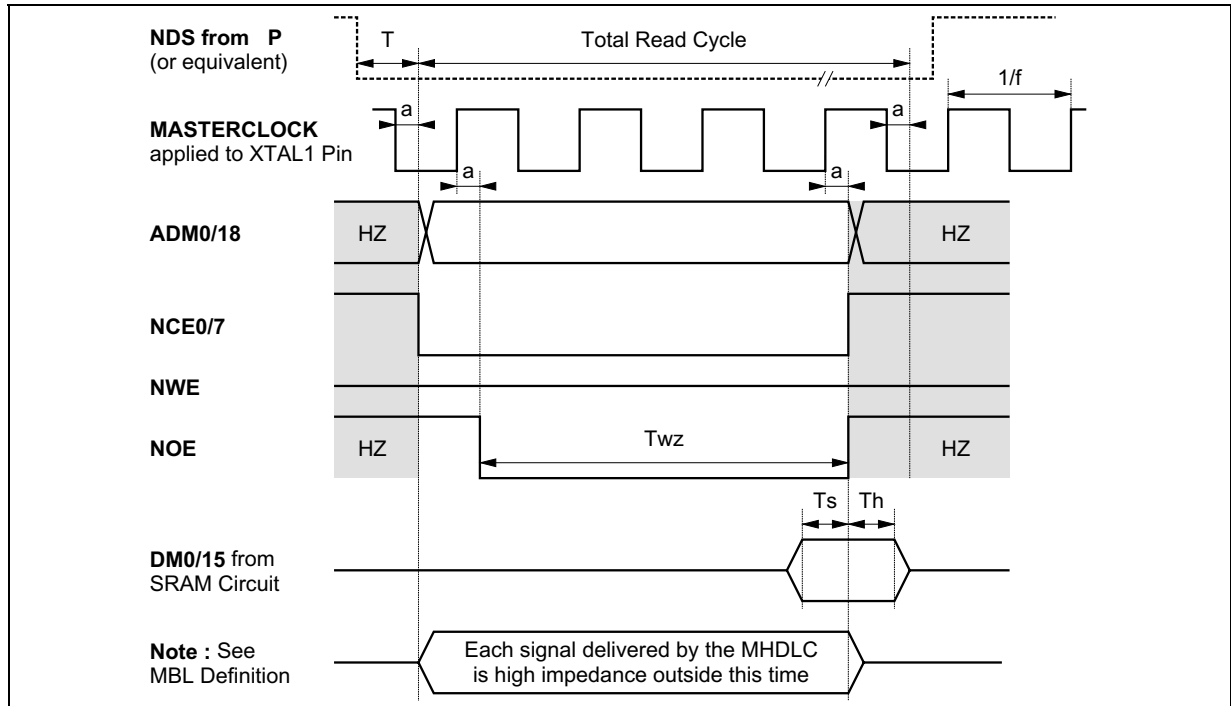 NDS from P
(or equivalent)
T
Total Read Cycle
1/f
MASTERCLOCK
applied to XTAL1 Pin
a
a
a
a
ADM0/18
HZ
HZ
NCE0/7
NWE
NOE
HZ
Twz
HZ
Ts
Th
DM0/15 from
SRAM Circuit
Note : See
MBL Definition
Each signal delivered by the MHDLC
is high impedance outside this time